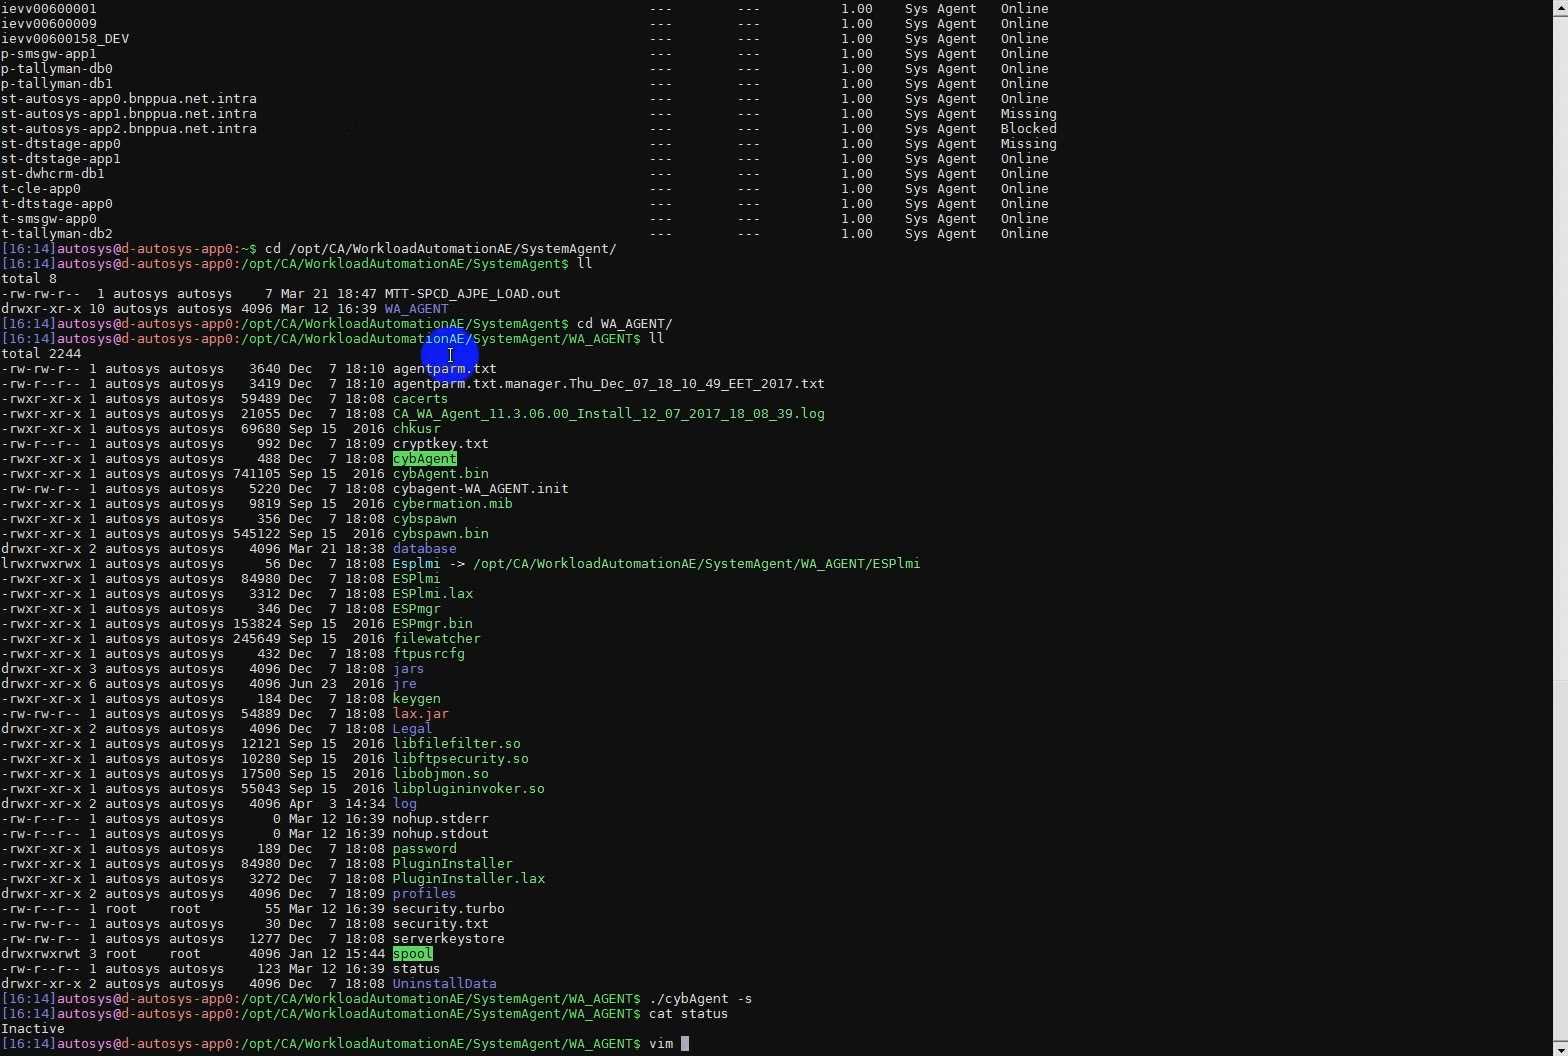 ievv00600001 --- --- 1.00 Sys Agent Online
ievv00600009 --- --- 1.00 Sys Agent Online
ievv00600158_DEV --- --- 1.00 Sys Agent Online
p-smsgw-app1 --- --- 1.00 Sys Agent Online
p-tallyman-db0 --- --- 1.00 Sys Agent Online
p-tallyman-db1 --- --- 1.00 Sys Agent Online
st-autosys-app0.bnppua.net.intra --- --- 1.00 Sys Agent Online
st-autosys-app1.bnppua.net.intra --- --- 1.00 Sys Agent Missing
st-autosys-app2.bnppua.net.intra --- --- 1.00 Sys Agent Blocked
st-dtstage-app0 --- --- 1.00 Sys Agent Missing
st-dtstage-app1 --- --- 1.00 Sys Agent Online
st-dwhcrm-db1 --- --- 1.00 Sys Agent Online
t-cle-app0 --- --- 1.00 Sys Agent Online
t-dtstage-app0 --- --- 1.00 Sys Agent Online
t-smsgw-app0 --- --- 1.00 Sys Agent Online
t-tallyman-db2 --- --- 1.00 Sys Agent Online
[16:14]autosys@d-autosys-app0:~$ cd /opt/CA/WorkloadAutomationAE/SystemAgent/
[16:14]autosys@d-autosys-app0:/opt/CA/WorkloadAutomationAE/SystemAgent$ ll
total 8
-rw-rw-r--  1 autosys autosys    7 Mar 21 18:47 MTT-SPCD_AJPE_LOAD.out
drwxr-xr-x 10 autosys autosys 4096 Mar 12 16:39 WA_AGENT
[16:14]autosys@d-autosys-app0:/opt/CA/WorkloadAutomationAE/SystemAgent$ cd WA_AGENT/
[16:14]autosys@d-autosys-app0:/opt/CA/WorkloadAutomationAE/SystemAgent/WA_AGENT$ ll
total 2244
-rw-rw-r-- 1 autosys autosys   3640 Dec  7 18:10 agentparm.txt
-rw-rw-r-- 1 autosys autosys   3419 Dec  7 18:10 agentparm.txt.manager.Thu_Dec_07_18_10_49_EET_2017.txt
-rwxr-xr-x 1 autosys autosys  59489 Dec  7 18:08 cacerts
-rwxr-xr-x 1 autosys autosys  21055 Dec  7 18:08 CA_WA_Agent_11.3.06.00_Install_12_07_2017_18_08_39.log
-rwxr-xr-x 1 autosys autosys  69680 Sep 15  2016 chkusr
-rw-r--r-- 1 autosys autosys    992 Dec  7 18:09 cryptkey.txt
-rwxr-xr-x 1 autosys autosys    488 Dec  7 18:08 cybAgent
-rwxr-xr-x 1 autosys autosys 741105 Sep 15  2016 cybAgent.bin
-rw-rw-r-- 1 autosys autosys   5220 Dec  7 18:08 cybagent-WA_AGENT.init
-rwxr-xr-x 1 autosys autosys   9819 Sep 15  2016 cybermation.mib
-rwxr-xr-x 1 autosys autosys    356 Dec  7 18:08 cybspawn
-rwxr-xr-x 1 autosys autosys 545122 Sep 15  2016 cybspawn.bin
drwxr-xr-x 2 autosys autosys   4096 Mar 21 18:38 database
lrwxrwxrwx 1 autosys autosys     56 Dec  7 18:08 Esplmi -> /opt/CA/WorkloadAutomationAE/SystemAgent/WA_AGENT/ESPlmi
-rwxr-xr-x 1 autosys autosys  84980 Dec  7 18:08 ESPlmi
-rwxr-xr-x 1 autosys autosys   3312 Dec  7 18:08 ESPlmi.lax
-rwxr-xr-x 1 autosys autosys    346 Dec  7 18:08 ESPmgr
-rwxr-xr-x 1 autosys autosys 153824 Sep 15  2016 ESPmgr.bin
-rwxr-xr-x 1 autosys autosys 245649 Sep 15  2016 filewatcher
-rwxr-xr-x 1 autosys autosys    432 Dec  7 18:08 ftpusrcfg
drwxr-xr-x 3 autosys autosys   4096 Dec  7 18:08 jars
drwxr-xr-x 6 autosys autosys   4096 Jun 23  2016 jre
-rwxr-xr-x 1 autosys autosys    184 Dec  7 18:08 keygen
-rw-rw-r-- 1 autosys autosys  54889 Dec  7 18:08 lax.jar
drwxr-xr-x 2 autosys autosys   4096 Dec  7 18:08 Legal
-rwxr-xr-x 1 autosys autosys  12121 Sep 15  2016 libfilefilter.so
-rwxr-xr-x 1 autosys autosys  10280 Sep 15  2016 libftpsecurity.so
-rwxr-xr-x 1 autosys autosys  17500 Sep 15  2016 libobjmon.so
-rwxr-xr-x 1 autosys autosys  55043 Sep 15  2016 libplugininvoker.so
drwxr-xr-x 2 autosys autosys   4096 Apr  3 14:34 log
-rw-r--r-- 1 autosys autosys      0 Mar 12 16:39 nohup.stderr
-rw-r--r-- 1 autosys autosys      0 Mar 12 16:39 nohup.stdout
-rwxr-xr-x 1 autosys autosys    189 Dec  7 18:08 password
-rwxr-xr-x 1 autosys autosys  84980 Dec  7 18:08 PluginInstaller
-rwxr-xr-x 1 autosys autosys   3272 Dec  7 18:08 PluginInstaller.lax
drwxr-xr-x 2 autosys autosys   4096 Dec  7 18:09 profiles
-rw-r--r-- 1 root    root        55 Mar 12 16:39 security.turbo
-rw-rw-r-- 1 autosys autosys     30 Dec  7 18:08 security.txt
-rw-rw-r-- 1 autosys autosys   1277 Dec  7 18:08 serverkeystore
drwxrwxrwt 3 root    root      4096 Jan 12 15:44 spool
-rw-r--r-- 1 autosys autosys    123 Mar 12 16:39 status
drwxr-xr-x 2 autosys autosys   4096 Dec  7 18:08 UninstallData
[16:14]autosys@d-autosys-app0:/opt/CA/WorkloadAutomationAE/SystemAgent/WA_AGENT$ ./cybAgent -s
[16:14]autosys@d-autosys-app0:/opt/CA/WorkloadAutomationAE/SystemAgent/WA_AGENT$ cat status
Inactive
[16:14]autosys@d-autosys-app0:/opt/CA/WorkloadAutomationAE/SystemAgent/WA_AGENT$ vim